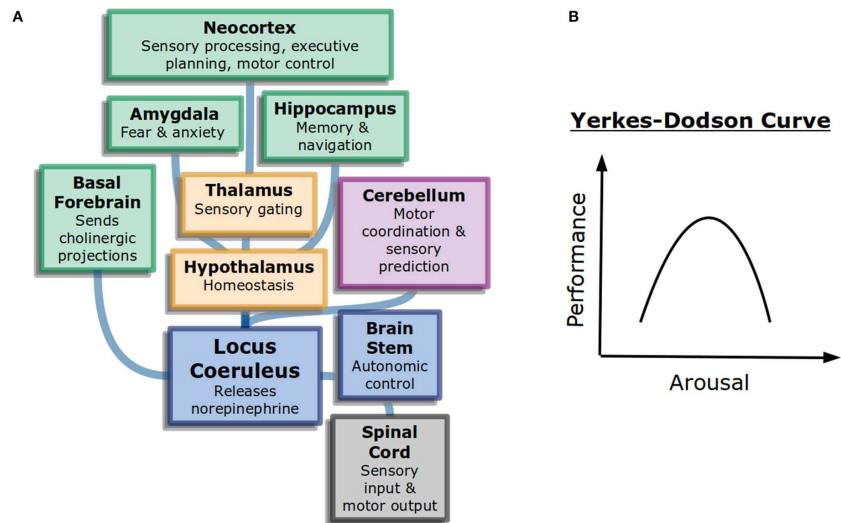 A
Neocortex
Sensory processing, executive
planning, motor control
Amygdala
Fear & anxiety
Hippocampus
Memory &
navigation
Basal
Forebrain
Sends
cholinergic
projections
Thalamus
Sensory gating
Cerebellum
Motor
coordination &
sensory
prediction
Hypothalamus
Homeostasis
Locus
Coeruleus
Releases
norepinephrine
Brain
Stem
Autonomic
control
Spinal
Cord
Sensory
input &
motor output
B
Yerkes-Dodson Curve
Performance
Arousal